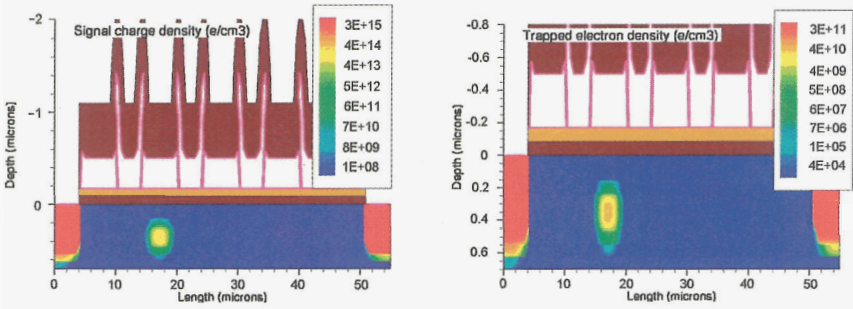 Signal charge density (e/cm3)
3E+15
4E+14
4E+13
5E+12
6E+11
7E+10
8E+09
1E+08
-2
-1
0
Depth (microns)
0 10 20 30 40 50
Length (microns)
Trapped electron density (e/cm3)
3E+11
4E+10
4E+09
5E+08
6E+07
7E+06
1E+05
4E+04
-0.8
-0.6
-0.4
-0.2
0
0.2
0.4
0.6
Depth (microns)
0 10 20 30 40 50
Length (microns)